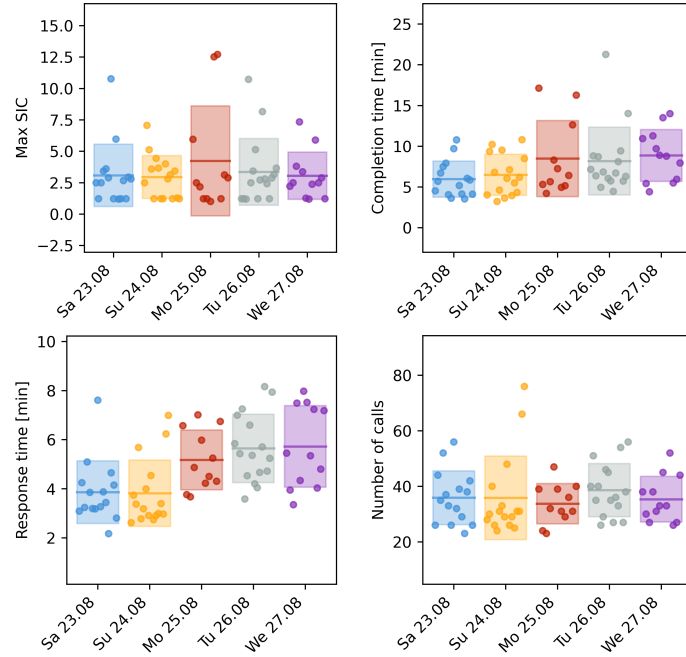 Max SIC
15.0
12.5
10.0
7.5
5.0
2.5
0.0
−2.5
Sa 23.08
Su 24.08
Mo 25.08
Tu 26.08
We 27.08
Completion time [min]
25
20
15
10
5
0
Sa 23.08
Su 24.08
Mo 25.08
Tu 26.08
We 27.08
Response time [min]
10
8
6
4
2
Sa 23.08
Su 24.08
Mo 25.08
Tu 26.08
We 27.08
Number of calls
80
60
40
20
Sa 23.08
Su 24.08
Mo 25.08
Tu 26.08
We 27.08